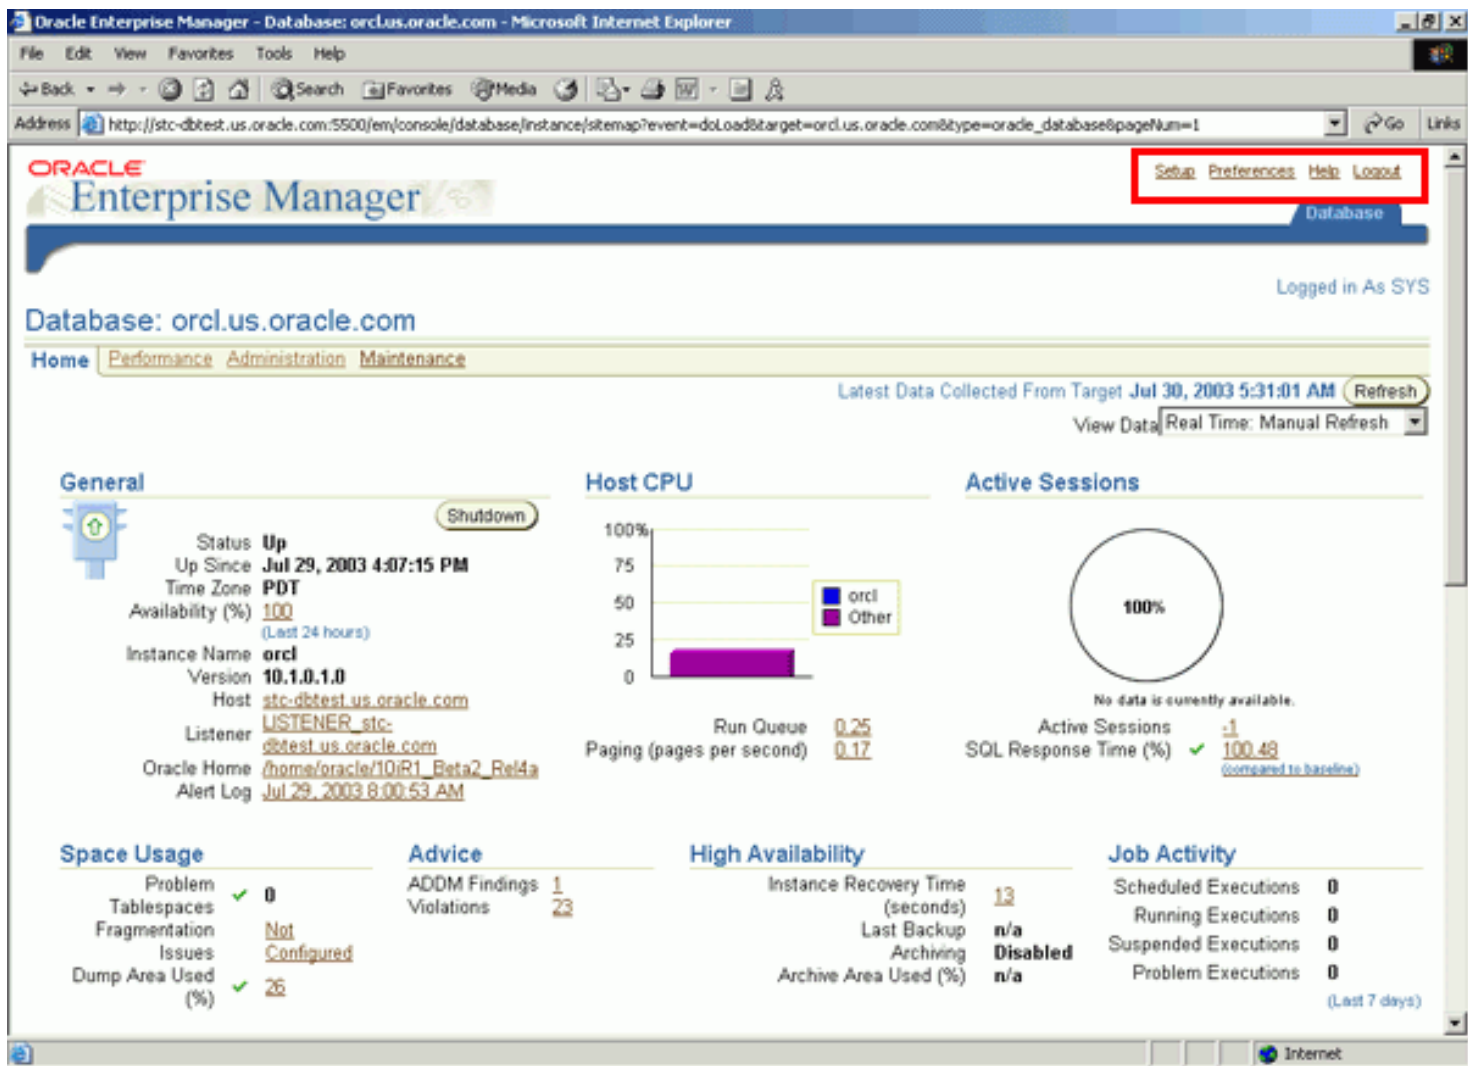 Oracle Enterprise Manager - Database: orcl.us.oracle.com - Microsoft Internet Explorer
File Edit View Favorites Tools Help
Back Search Favorites Media
Address http://stc-dbtest.us.oracle.com:5500/em/console/database/instance/sitemap?event=doLoad&target=orcl.us.oracle.com&type=oracle_database&pageNum=1 Go Links
ORACLE
Enterprise Manager
Setup Preferences Help Logout
Database
Logged in As SYS
Database: orcl.us.oracle.com
Home Performance Administration Maintenance
Latest Data Collected From Target Jul 30, 2003 5:31:01 AM Refresh
View Data Real Time: Manual Refresh
General
Shutdown
Status Up
Up Since Jul 29, 2003 4:07:15 PM
Time Zone PDT
Availability (%) 100
(Last 24 hours)
Instance Name orcl
Version 10.1.0.1.0
Host stc-dbtest.us.oracle.com
Listener LISTENER_stc-
dbtest.us.oracle.com
Oracle Home /home/oracle/10iR1_Beta2_Rel4a
Alert Log Jul 29, 2003 8:00:53 AM
Host CPU
100%
75
50
25
0
orcl
Other
Run Queue 0.25
Paging (pages per second) 0.17
Active Sessions
100%
No data is currently available.
Active Sessions -1
SQL Response Time (%) 100.48
(compared to baseline)
Space Usage
Problem
Tablespaces 0
Fragmentation Not
Issues Configured
Dump Area Used
(%) 26
Advice
ADDM Findings 1
Violations 23
High Availability
Instance Recovery Time
(seconds) 13
Last Backup n/a
Archiving Disabled
Archive Area Used (%) n/a
Job Activity
Scheduled Executions 0
Running Executions 0
Suspended Executions 0
Problem Executions 0
(Last 7 days)
Internet